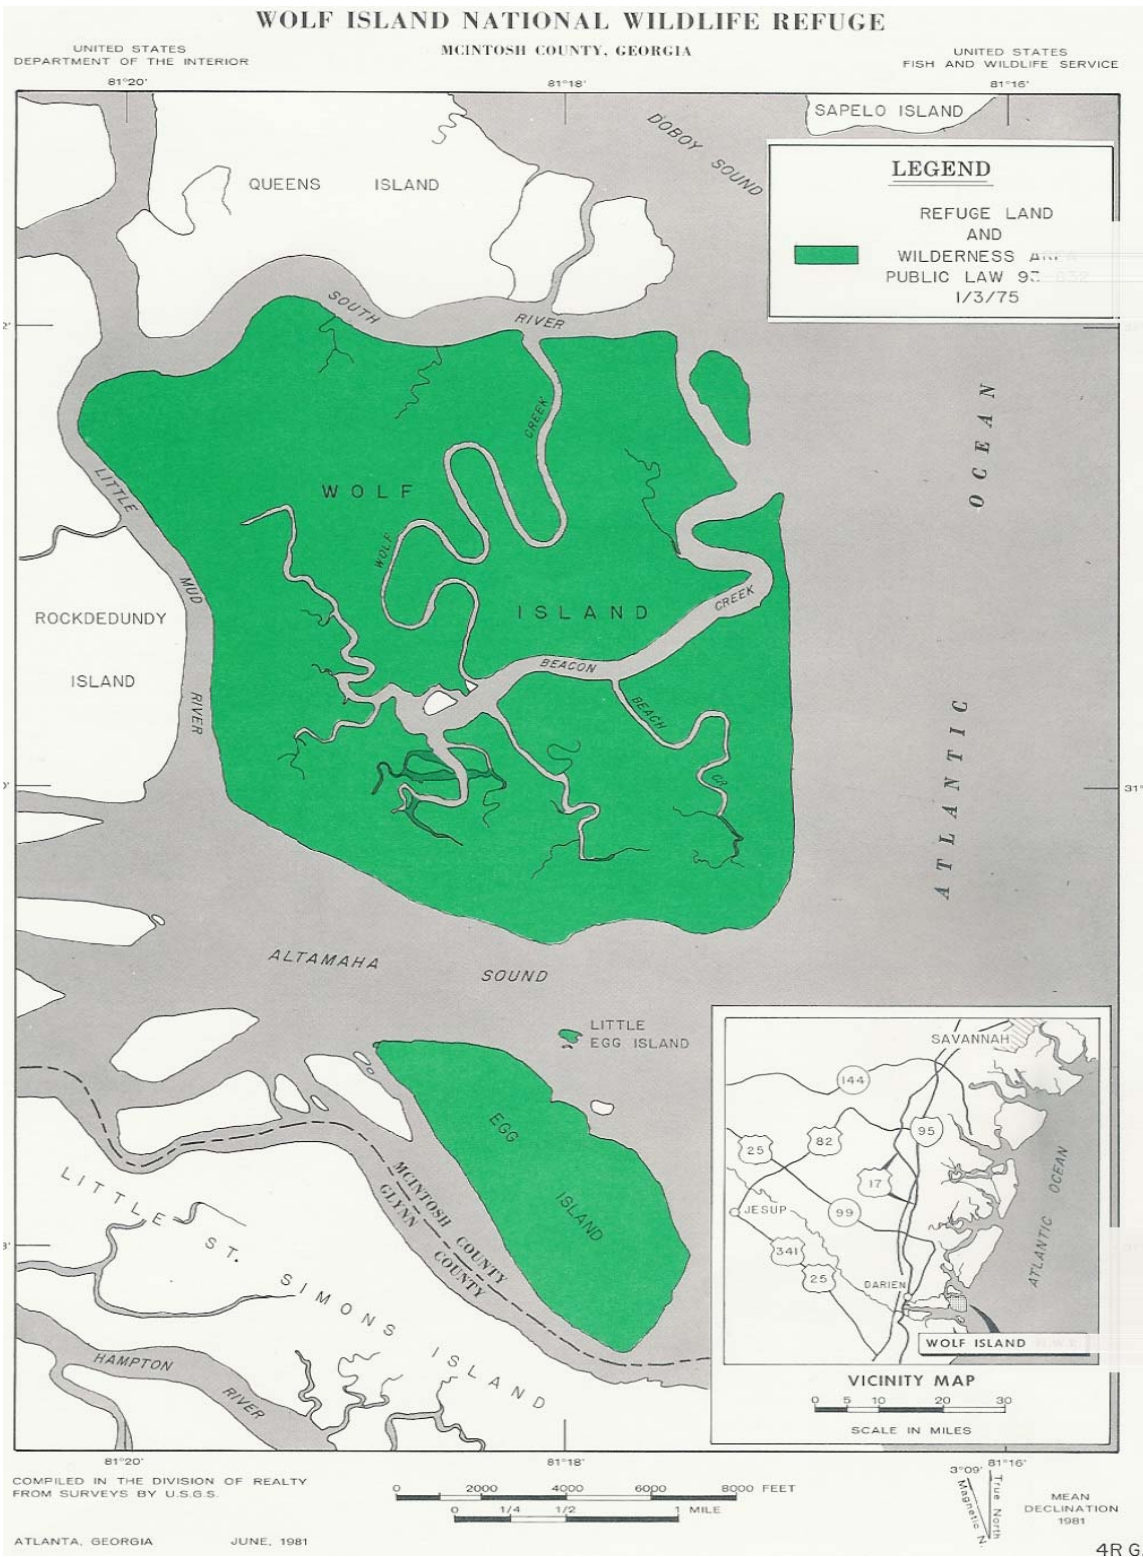 WOLF ISLAND NATIONAL WILDLIFE REFUGE
MCINTOSH COUNTY, GEORGIA
UNITED STATES
DEPARTMENT OF THE INTERIOR
UNITED STATES
FISH AND WILDLIFE SERVICE
81°20'
81°18'
81°16'
SAPELO ISLAND
DOBOY SOUND
QUEENS ISLAND
LEGEND
REFUGE LAND
AND
WILDERNESS AREA
PUBLIC LAW 93-632
1/3/75
SOUTH RIVER
CREEK
WOLF
WOLF
ISLAND
LITTLE MUD RIVER
ROCKDEDUNDY
ISLAND
CREEK
BEACON
BEACH CR.
ATLANTIC OCEAN
31°
ALTAMAHA SOUND
LITTLE
EGG ISLAND
EGG
ISLAND
MCINTOSH COUNTY
GLYNN COUNTY
LITTLE ST. SIMONS ISLAND
HAMPTON RIVER
SAVANNAH
144
95
82
25
17
99
JESUP
341
25
DARIEN
ATLANTIC OCEAN
WOLF ISLAND N.W.R.
VICINITY MAP
0 5 10 20 30
SCALE IN MILES
81°20'
81°18'
81°16'
COMPILED IN THE DIVISION OF REALTY
FROM SURVEYS BY U.S.G.S.
0 2000 4000 6000 8000 FEET
0 1/4 1/2 1 MILE
3°09'
Magnetic N.
True North
MEAN
DECLINATION
1981
ATLANTA, GEORGIA JUNE, 1981
4R G